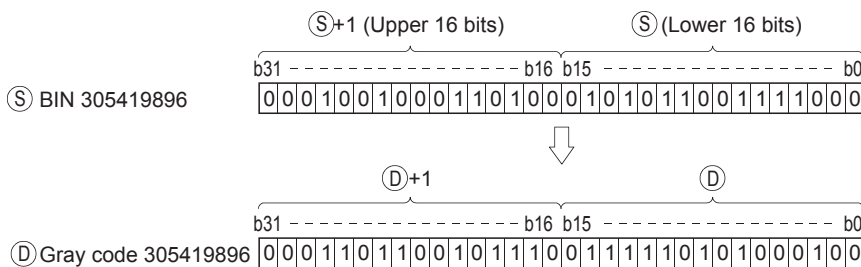 Ⓢ+1 (Upper 16 bits) Ⓢ (Lower 16 bits)
b31 - - - - - - - - - - - - - - - - b16 b15 - - - - - - - - - - - - - - - - - - b0
Ⓢ BIN 305419896 0 0 0 1 0 0 1 0 0 0 1 1 0 1 0 0 0 1 0 1 0 1 1 0 0 1 1 1 1 0 0 0
Ⓓ+1 Ⓓ
b31 - - - - - - - - - - - - - - - - b16 b15 - - - - - - - - - - - - - - - - - - b0
Ⓓ Gray code 305419896 0 0 0 1 1 0 1 1 0 0 1 0 1 1 1 0 0 1 1 1 1 1 0 1 0 1 0 0 0 1 0 0